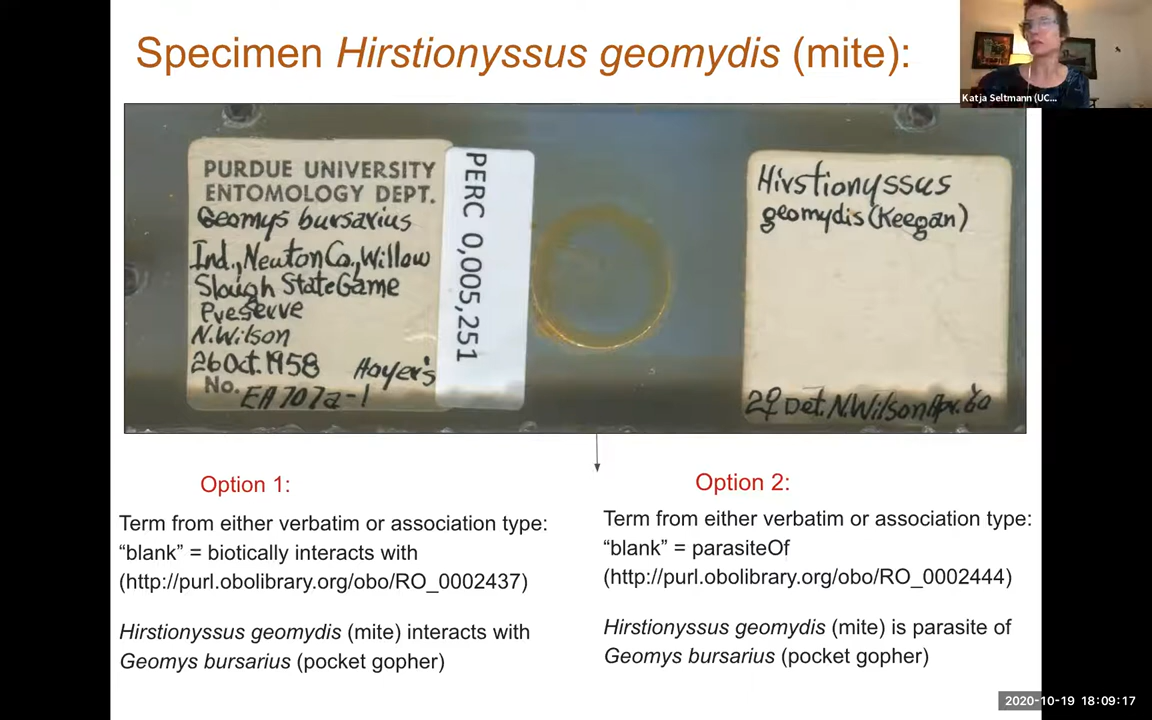 Specimen Hirstionyssus geomydis (mite):
Katja Seltmann (UC...
PURDUE UNIVERSITY
ENTOMOLOGY DEPT.
Geomys bursarius
Ind., Newton Co., Willow
Slough State Game
Preserve
N. Wilson
26 Oct. 1958 Hoyer's
No. EA 707a-1
PERC 0,005,251
Hirstionyssus
geomydis (Keegan)
2♀ Det. N. Wilson Apr. 60
Option 1:
Term from either verbatim or association type:
“blank” = biotically interacts with
(http://purl.obolibrary.org/obo/RO_0002437)
Hirstionyssus geomydis (mite) interacts with
Geomys bursarius (pocket gopher)
Option 2:
Term from either verbatim or association type:
“blank” = parasiteOf
(http://purl.obolibrary.org/obo/RO_0002444)
Hirstionyssus geomydis (mite) is parasite of
Geomys bursarius (pocket gopher)
2020-10-19 18:09:17